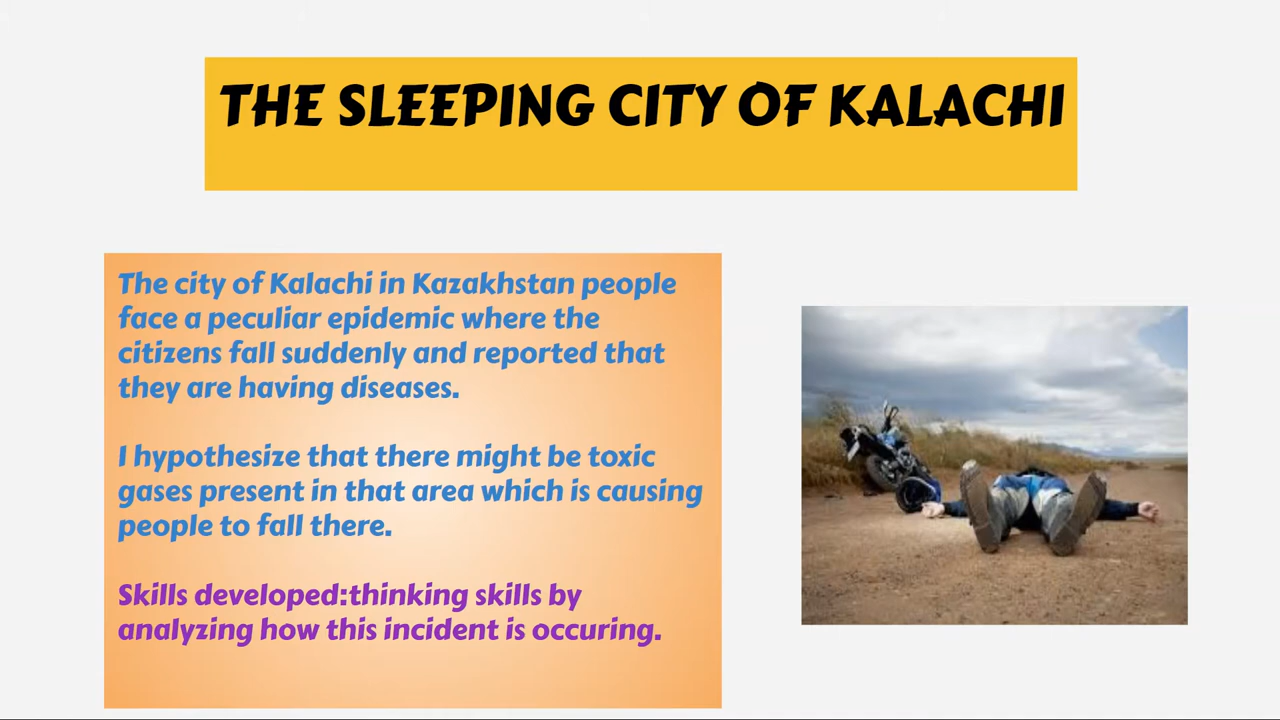 THE SLEEPING CITY OF KALACHI
The city of Kalachi in Kazakhstan people
face a peculiar epidemic where the
citizens fall suddenly and reported that
they are having diseases.
I hypothesize that there might be toxic
gases present in that area which is causing
people to fall there.
Skills developed:thinking skills by
analyzing how this incident is occuring.